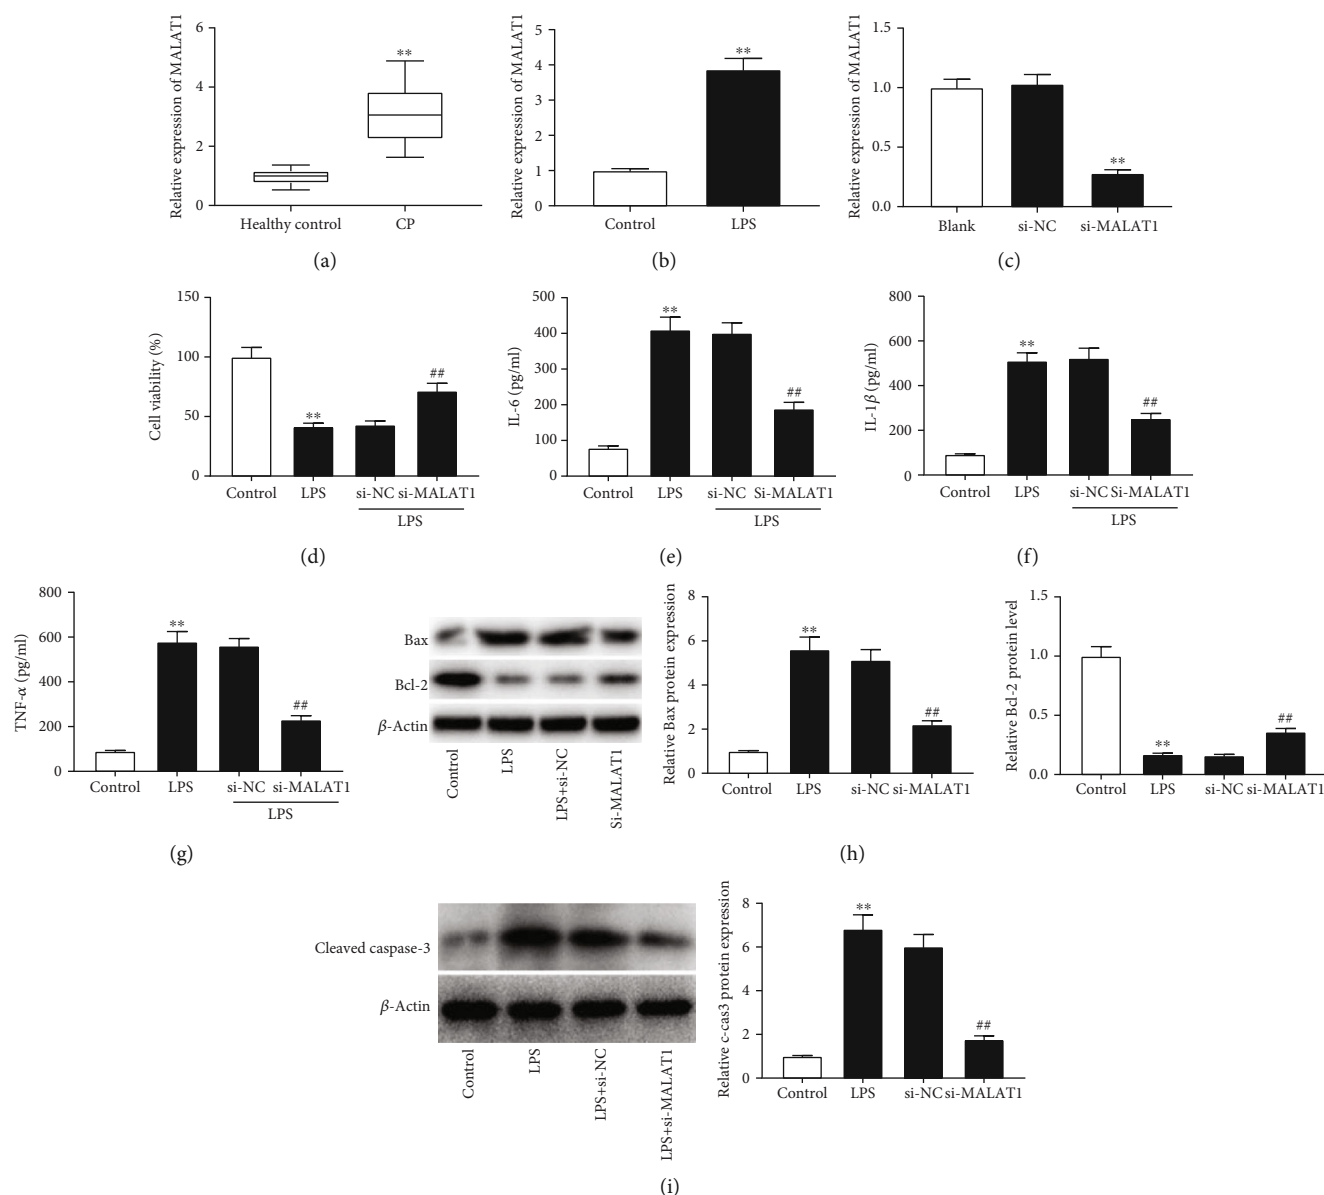 Relative expression of MALAT1
6
4
2
0
**
Healthy control CP
(a)
Relative expression of MALAT1
5
4
3
2
1
0
**
Control LPS
(b)
Relative expression of MALAT1
1.5
1.0
0.5
0.0
**
Blank si-NC si-MALAT1
(c)
Cell viability (%)
150
100
50
0
**
##
Control LPS si-NC si-MALAT1
LPS
(d)
IL-6 (pg/ml)
500
400
300
200
100
0
**
##
Control LPS si-NC Si-MALAT1
LPS
(e)
IL-1β (pg/ml)
800
600
400
200
0
**
##
Control LPS si-NC Si-MALAT1
LPS
(f)
TNF-α (pg/ml)
800
600
400
200
0
**
##
Control LPS si-NC si-MALAT1
LPS
(g)
Bax
Bcl-2
β-Actin
Control
LPS
LPS+si-NC
Si-MALAT1
Relative Bax protein expression
8
6
4
2
0
**
##
Control LPS si-NC si-MALAT1
Relative Bcl-2 protein level
1.5
1.0
0.5
0.0
**
##
Control LPS si-NC si-MALAT1
(h)
Cleaved caspase-3
β-Actin
Control
LPS
LPS+si-NC
LPS+si-MALAT1
Relative c-cas3 protein expression
8
6
4
2
0
**
##
Control LPS si-NC si-MALAT1
(i)